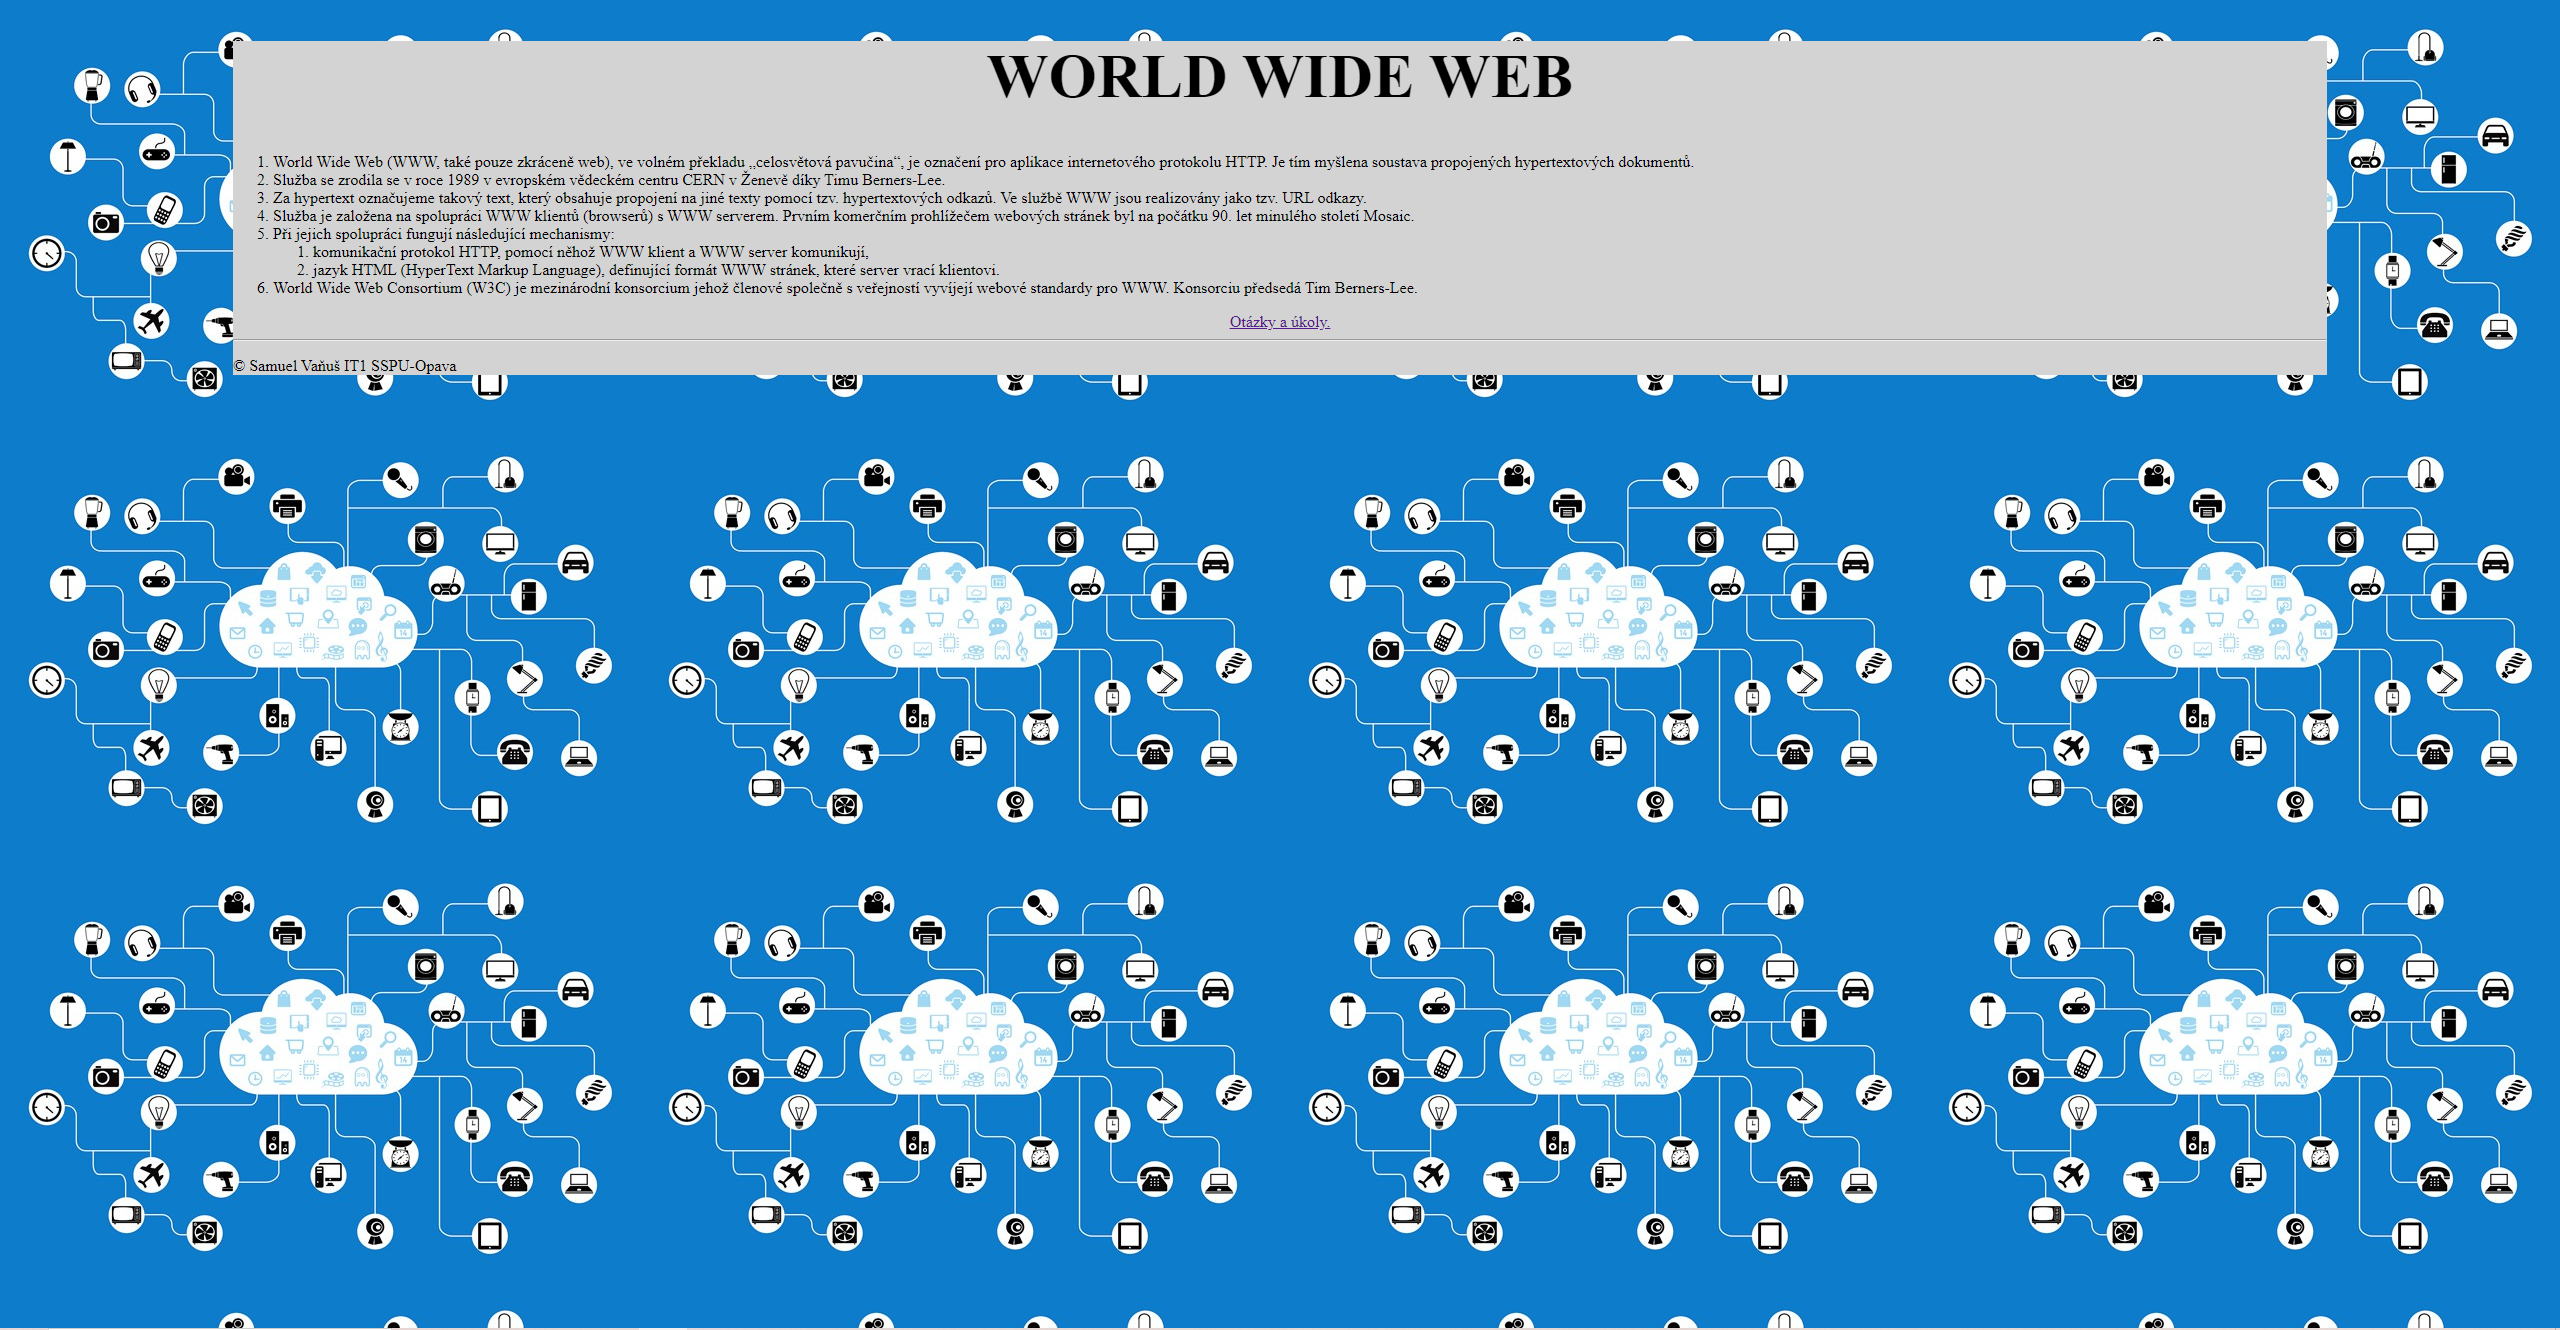 WORLD WIDE WEB
1. World Wide Web (WWW, také pouze zkráceně web), ve volném překladu „celosvětová pavučina“, je označení pro aplikace internetového protokolu HTTP. Je tím myšlena soustava propojených hypertextových dokumentů.
2. Služba se zrodila se v roce 1989 v evropském vědeckém centru CERN v Ženevě díky Timu Berners-Lee.
3. Za hypertext označujeme takový text, který obsahuje propojení na jiné texty pomocí tzv. hypertextových odkazů. Ve službě WWW jsou realizovány jako tzv. URL odkazy.
4. Služba je založena na spolupráci WWW klientů (browserů) s WWW serverem. Prvním komerčním prohlížečem webových stránek byl na počátku 90. let minulého století Mosaic.
5. Při jejich spolupráci fungují následující mechanismy:
1. komunikační protokol HTTP, pomocí něhož WWW klient a WWW server komunikují,
2. jazyk HTML (HyperText Markup Language), definující formát WWW stránek, které server vrací klientovi.
6. World Wide Web Consortium (W3C) je mezinárodní konsorcium jehož členové společně s veřejností vyvíjejí webové standardy pro WWW. Konsorciu předsedá Tim Berners-Lee.
Otázky a úkoly.
© Samuel Vaňuš IT1 SSPU-Opava